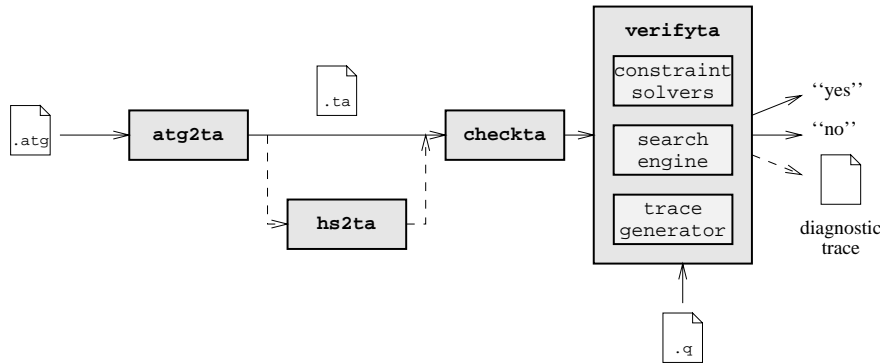 verifyta
constraint
solvers
.ta
‘‘yes’’
.atg
atg2ta
checkta
‘‘no’’
search
engine
hs2ta
trace
generator
diagnostic
trace
.q